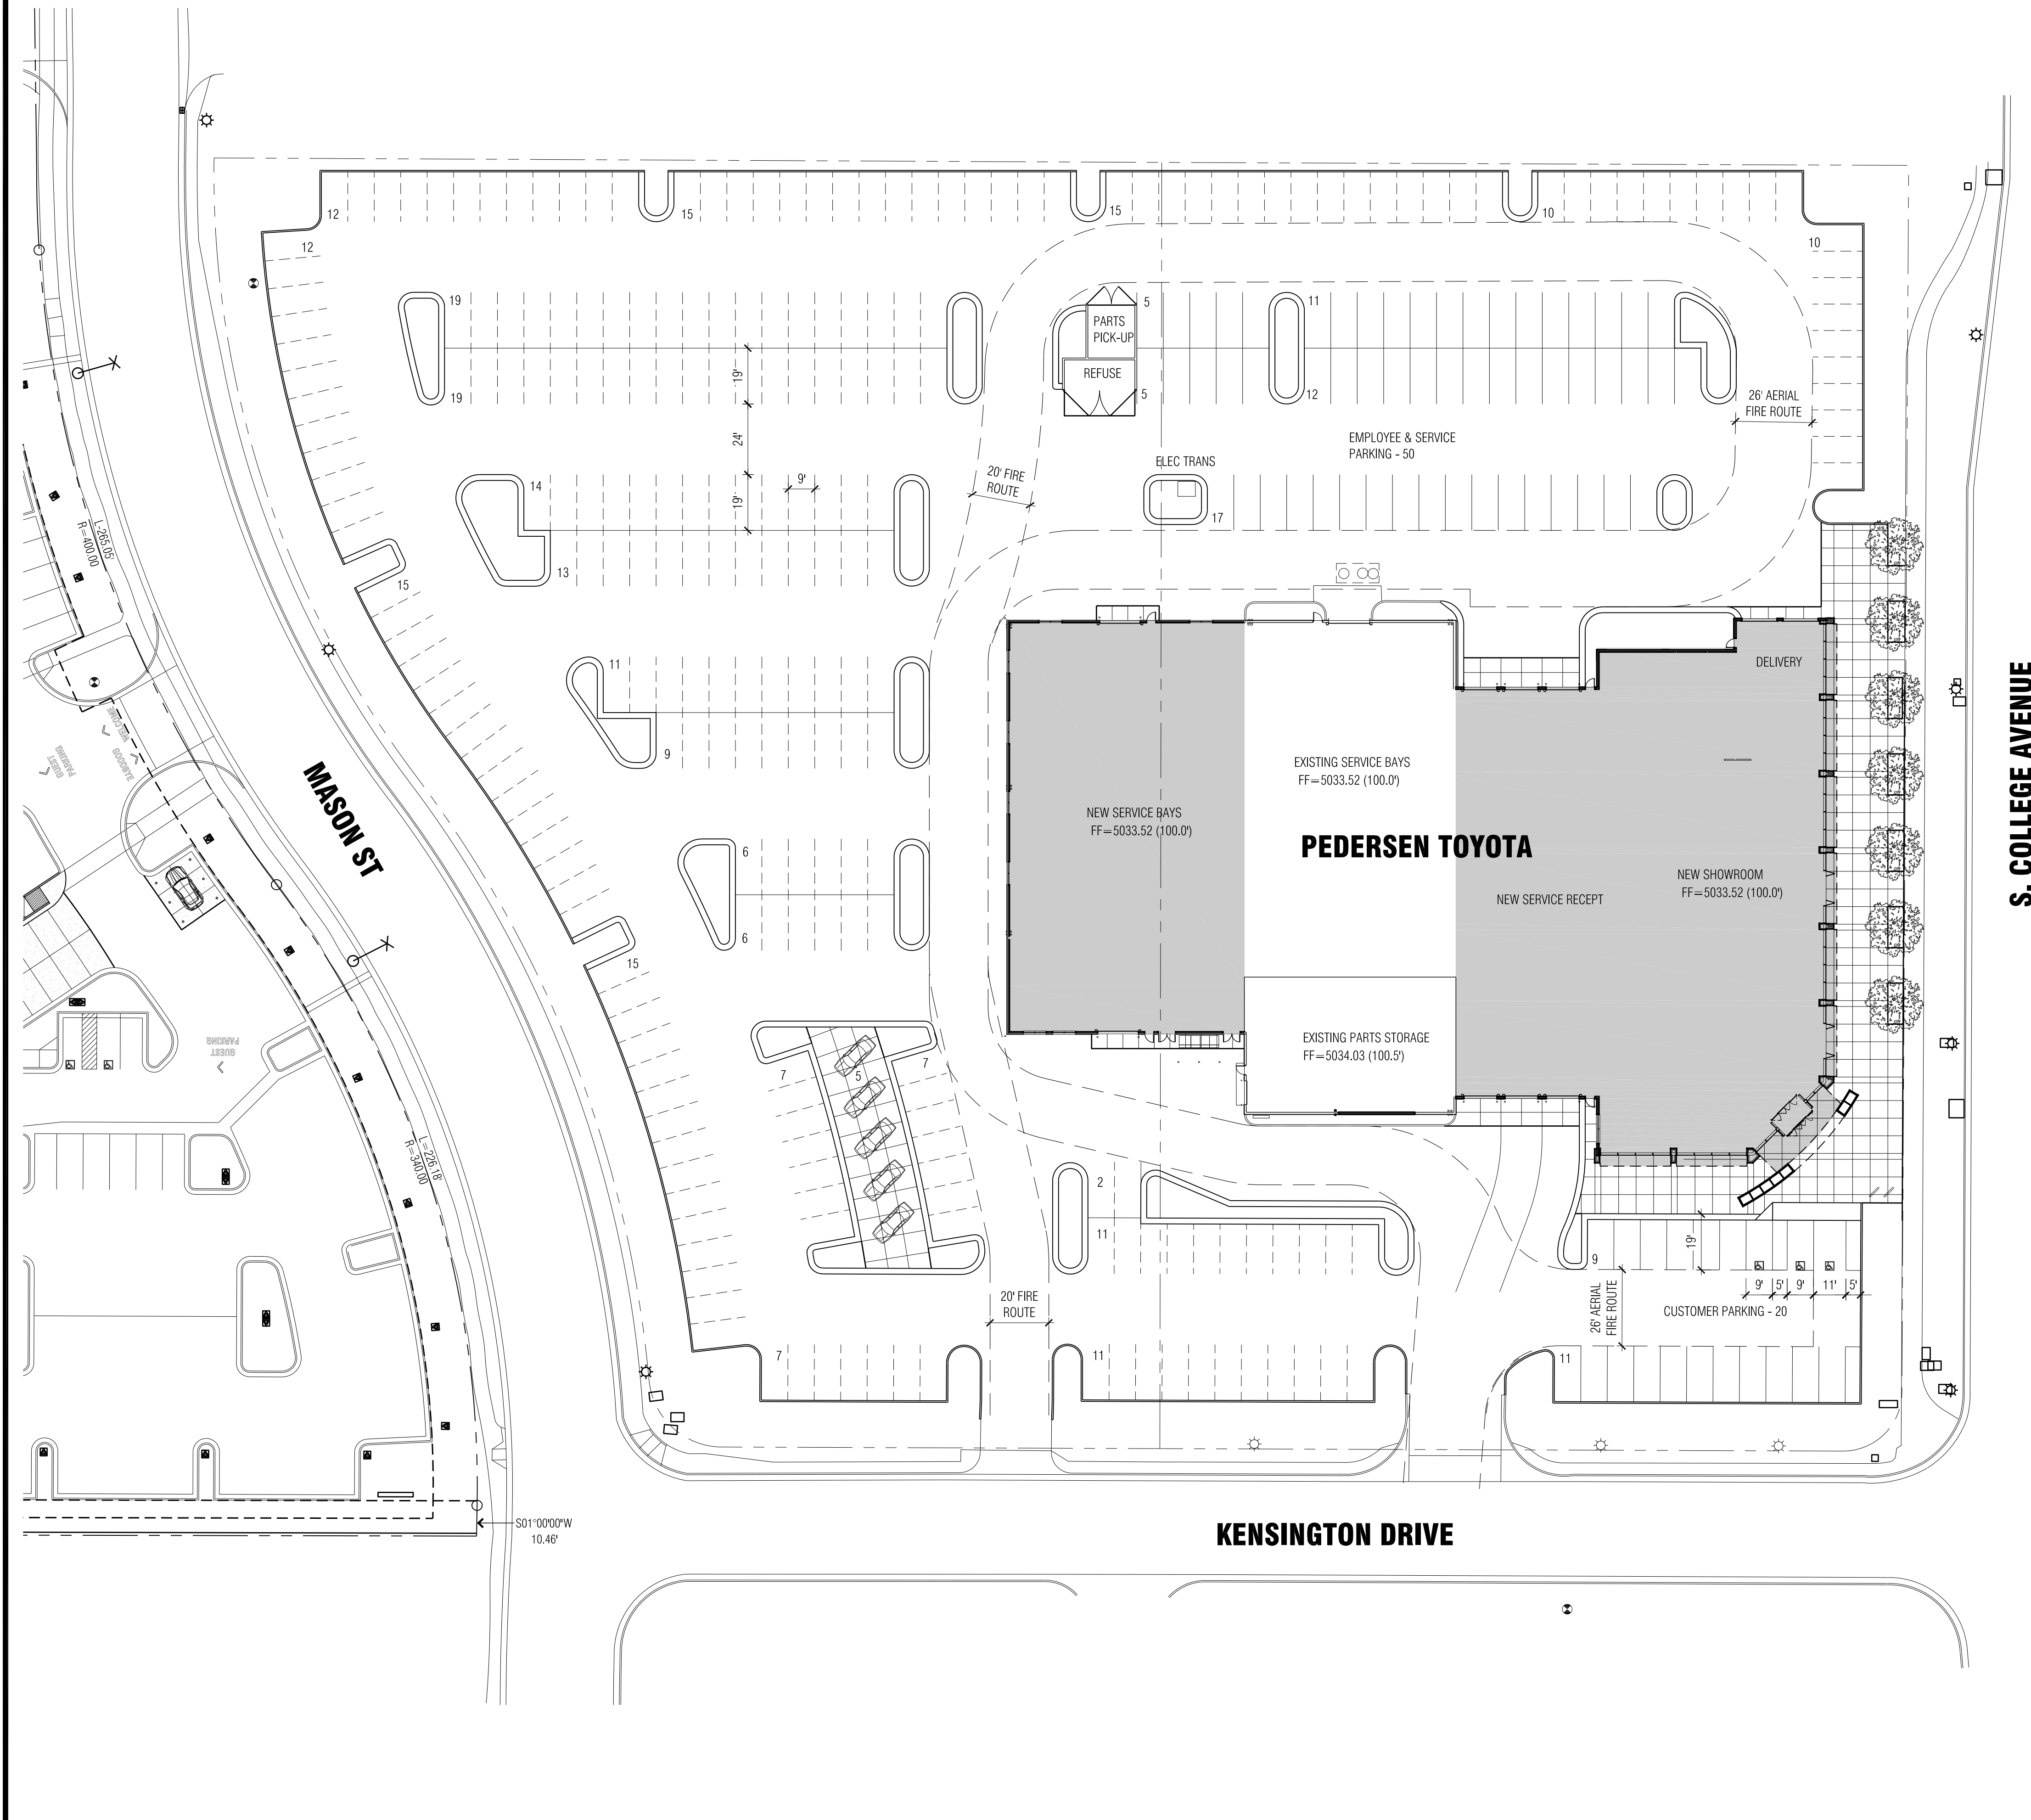 12
15
15
10
12
10
19
5
11
PARTS
PICK-UP
REFUSE
19'
19
5
12
26' AERIAL
FIRE ROUTE
24'
EMPLOYEE & SERVICE
PARKING - 50
ELEC TRANS
20' FIRE
ROUTE
14
9'
19'
17
L-265.05'
R=400.00
13
15
11
DELIVERY
S. COLLEGE AVENUE
WELCOME
GUEST
PARKING
9
EXISTING SERVICE BAYS
FF=5033.52 (100.0')
MASON ST
NEW SERVICE BAYS
FF=5033.52 (100.0')
PEDERSEN TOYOTA
6
NEW SHOWROOM
FF=5033.52 (100.0')
NEW SERVICE RECEPT
6
15
GUEST
PARKING
EXISTING PARTS STORAGE
FF=5034.03 (100.5')
7
5
7
L=226.18'
R=340.00
2
11
19'
9
9'
5'
9'
11'
5'
20' FIRE
ROUTE
26' AERIAL
FIRE ROUTE
CUSTOMER PARKING - 20
7
11
11
S01°00'00"W
10.46'
KENSINGTON DRIVE